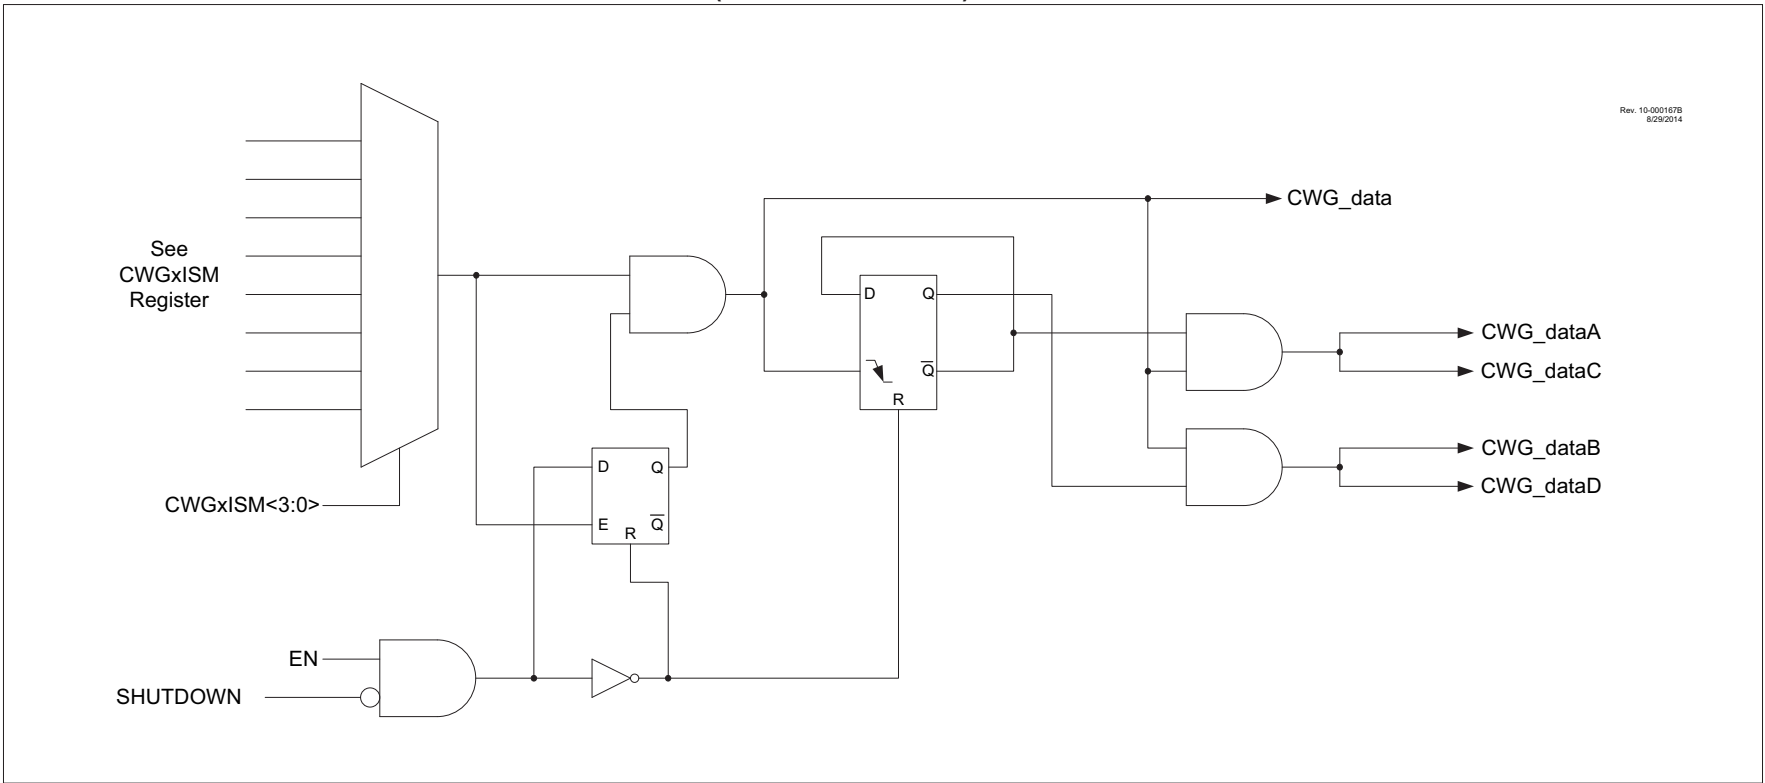 Rev. 10-000167B
8/29/2014
CWG_data
See
CWGxISM
Register
D
Q
Q
R
CWG_dataA
CWG_dataC
CWG_dataB
CWG_dataD
D
Q
E
Q
R
CWGxISM<3:0>
EN
SHUTDOWN